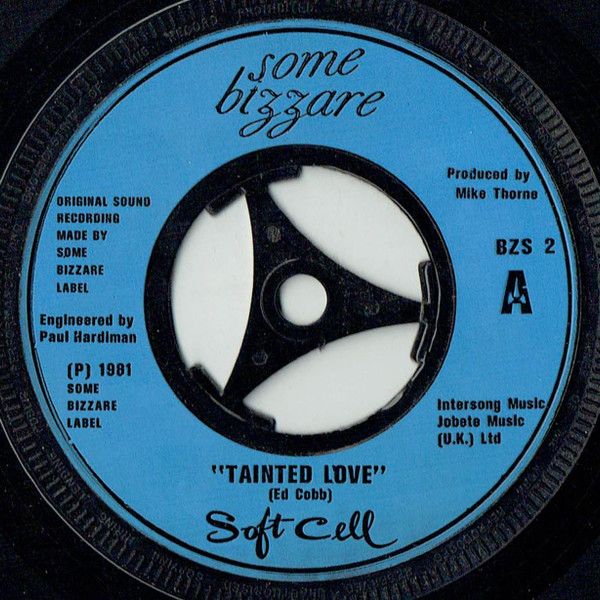 some
bizzare
Produced by
Mike Thorne
ORIGINAL SOUND
RECORDING
MADE BY
SOME
BIZZARE
LABEL
BZS 2
A
Engineered by
Paul Hardiman
(P) 1981
SOME
BIZZARE
LABEL
Intersong Music
Jobete Music
(U.K.) Ltd
"TAINTED LOVE"
(Ed Cobb)
Soft Cell